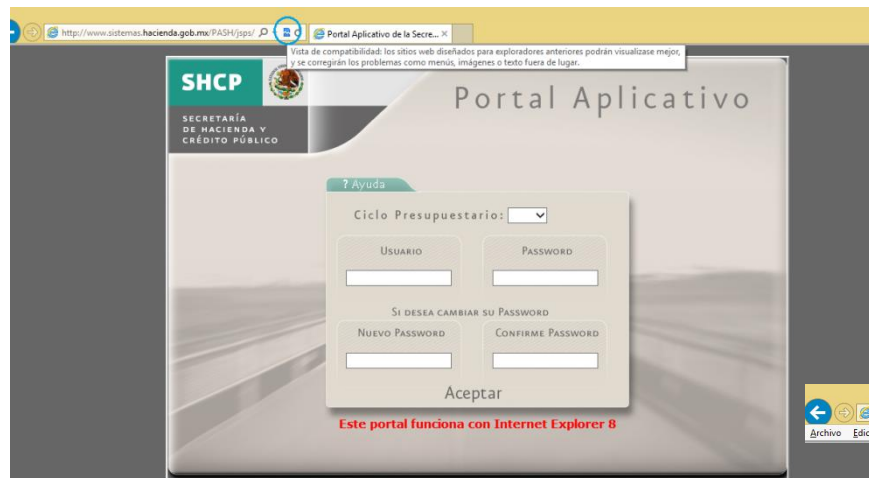 http://www.sistemas.hacienda.gob.mx/PASH/jsps/
Portal Aplicativo de la Secre...
Vista de compatibilidad: los sitios web diseñados para exploradores anteriores podrán visualizase mejor,
y se corregirán los problemas como menús, imágenes o texto fuera de lugar.
SHCP
SECRETARÍA
DE HACIENDA Y
CRÉDITO PÚBLICO
Portal Aplicativo
? Ayuda
Ciclo Presupuestario:
Usuario Password
Si desea cambiar su Password
Nuevo Password Confirme Password
Aceptar
Este portal funciona con Internet Explorer 8
Archivo Edic